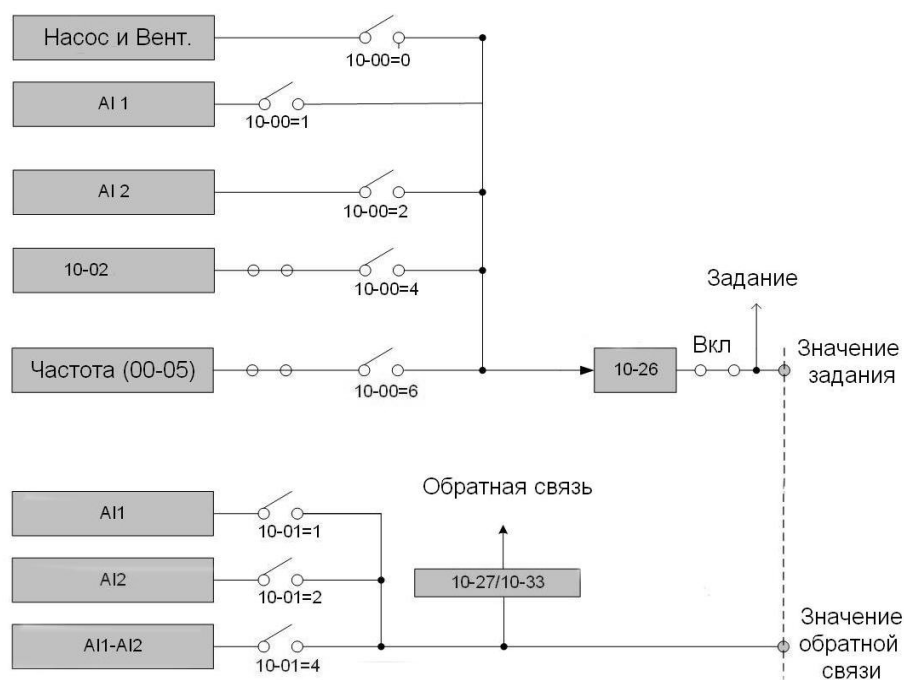 Насос и Вент.
10-00=0
AI 1
10-00=1
AI 2
10-00=2
10-02
10-00=4
Задание
Частота (00-05)
10-00=6
10-26
Вкл
Значение
задания
Обратная связь
AI1
10-01=1
AI2
10-01=2
10-27/10-33
AI1-AI2
10-01=4
Значение
обратной
связи